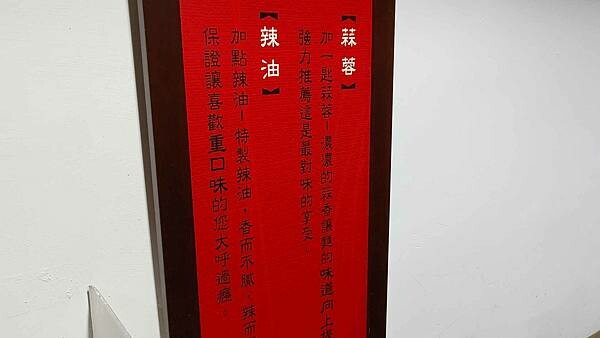 【蒜蓉】
加一匙蒜蓉－濃濃的蒜香讓麵的味道向上提
強力推薦這是最對味的享受。
【辣油】
加點辣油－特製辣油，香而不膩，辣而
保證讓喜歡重口味的您大呼過癮。